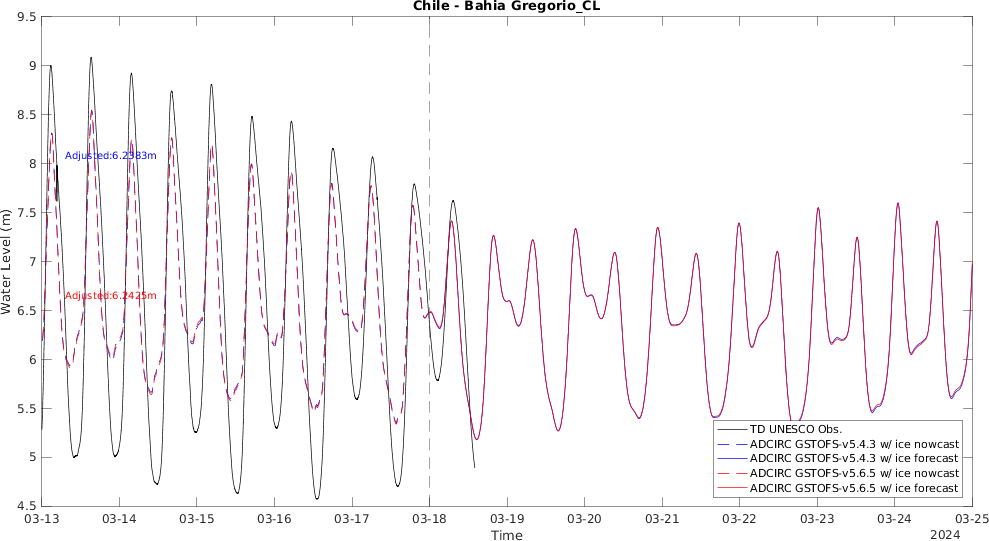 Chile - Bahia Gregorio_CL
9.5
9
8.5
8
7.5
7
6.5
6
5.5
5
4.5
Water Level (m)
Adjusted:6.2383m
Adjusted:6.2425m
TD UNESCO Obs.
ADCIRC GSTOFS-v5.4.3 w/ ice nowcast
ADCIRC GSTOFS-v5.4.3 w/ ice forecast
ADCIRC GSTOFS-v5.6.5 w/ ice nowcast
ADCIRC GSTOFS-v5.6.5 w/ ice forecast
03-13 03-14 03-15 03-16 03-17 03-18 03-19 03-20 03-21 03-22 03-23 03-24 03-25
Time 2024